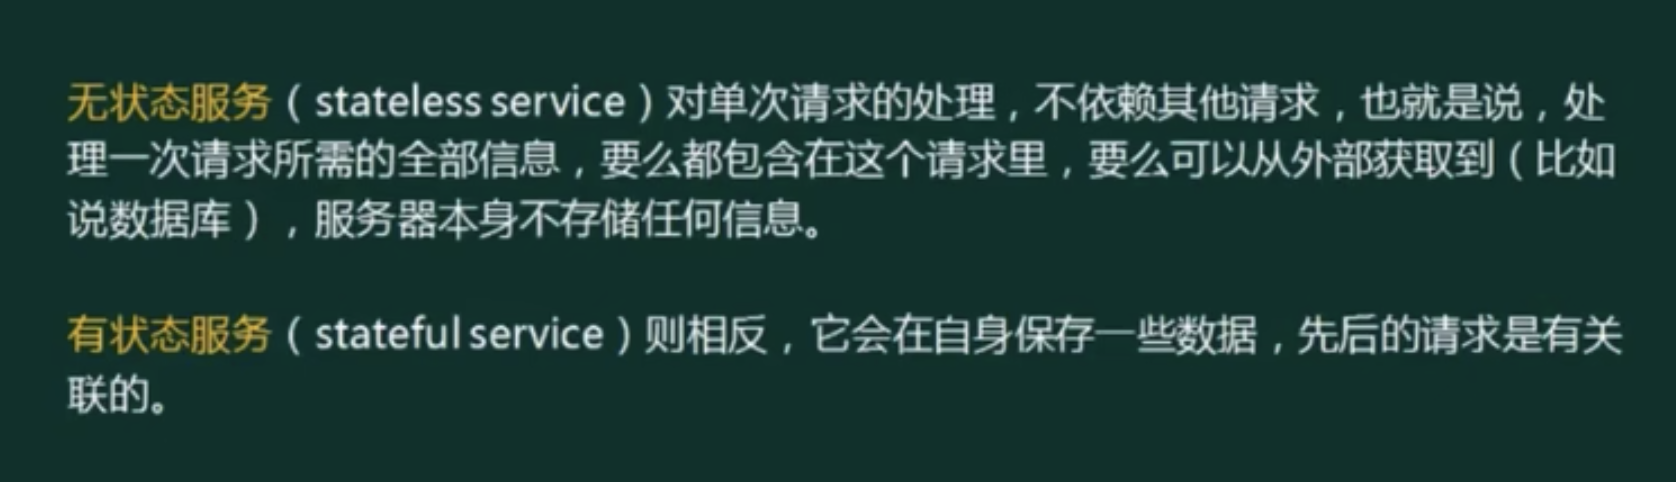 无状态服务（stateless service）对单次请求的处理，不依赖其他请求，也就是说，处
理一次请求所需的全部信息，要么都包含在这个请求里，要么可以从外部获取到（比如
说数据库），服务器本身不存储任何信息。
有状态服务（stateful service）则相反，它会在自身保存一些数据，先后的请求是有关
联的。